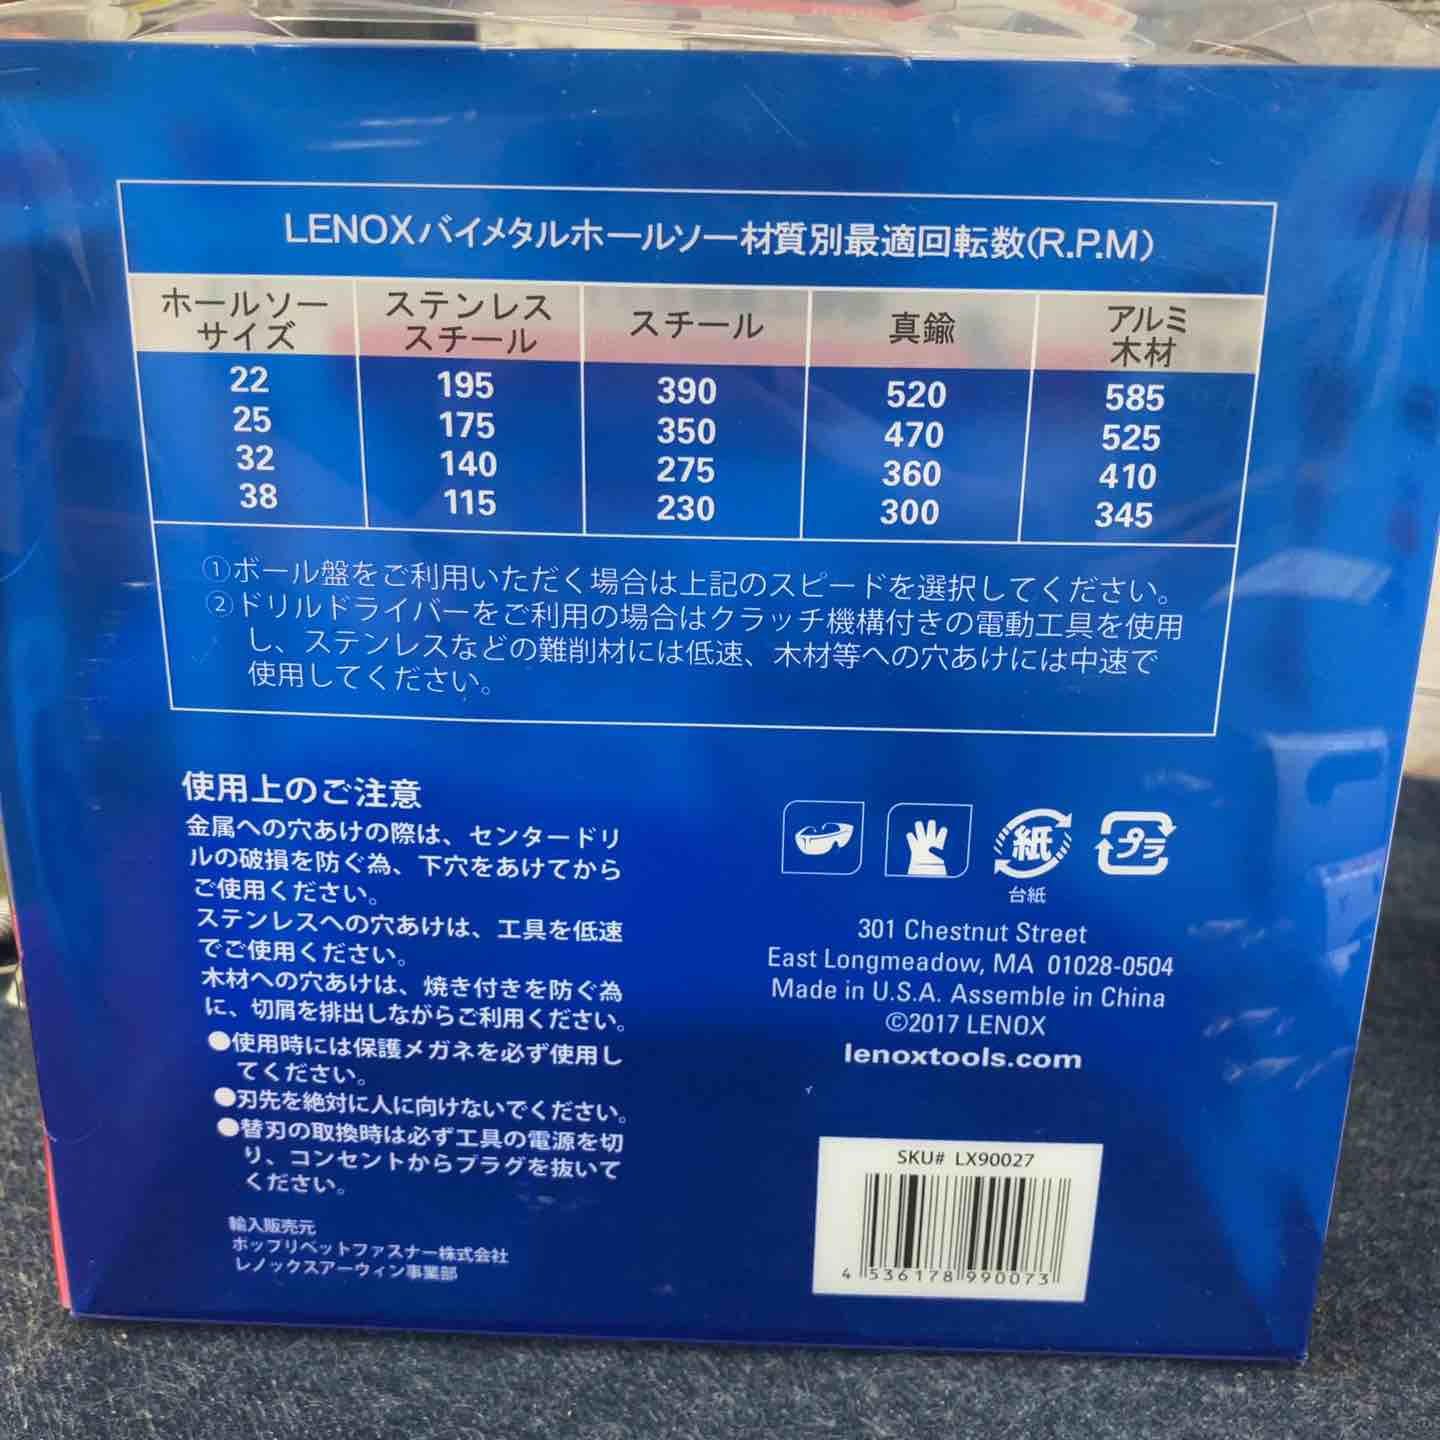 LENOXバイメタルホールソー材質別最適回転数(R.P.M)
ホールソーサイズ ステンレススチール スチール 真鍮 アルミ木材
22 195 390 520 585
25 175 350 470 525
32 140 275 360 410
38 115 230 300 345
①ボール盤をご利用いただく場合は上記のスピードを選択してください。
②ドリルドライバーをご利用の場合はクラッチ機構付きの電動工具を使用
し、ステンレスなどの難削材には低速、木材等への穴あけには中速で
使用してください。
使用上のご注意
金属への穴あけの際は、センタードリ
ルの破損を防ぐ為、下穴をあけてから
ご使用ください。
ステンレスへの穴あけは、工具を低速
でご使用ください。
木材への穴あけは、焼き付きを防ぐ為
に、切屑を排出しながらご利用ください。
●使用時には保護メガネを必ず使用し
てください。
●刃先を絶対に人に向けないでください。
●替刃の取換時は必ず工具の電源を切
り、コンセントからプラグを抜いて
ください。
輸入販売元
ポップリベットファスナー株式会社
レノックスアーウィン事業部
紙
プラ
台紙
301 Chestnut Street
East Longmeadow, MA 01028-0504
Made in U.S.A. Assemble in China
©2017 LENOX
lenoxtools.com
SKU# LX90027
4 536178 990073